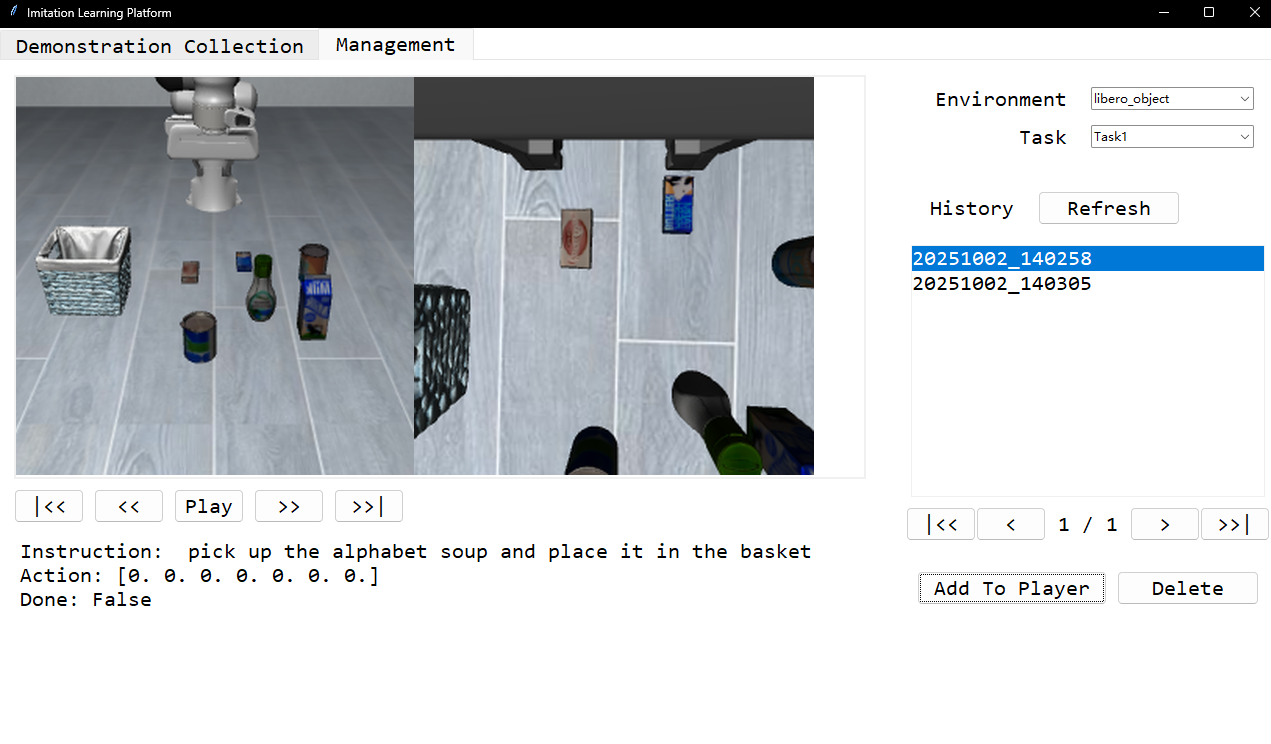 Imitation Learning Platform
Demonstration Collection
Management
Environment
libero_object
Task
Task1
History
Refresh
20251002_140258
20251002_140305
|<<
<<
Play
>>
>>|
|<<
<
1 / 1
>
>>|
Instruction:  pick up the alphabet soup and place it in the basket
Action: [0. 0. 0. 0. 0. 0. 0.]
Done: False
Add To Player
Delete